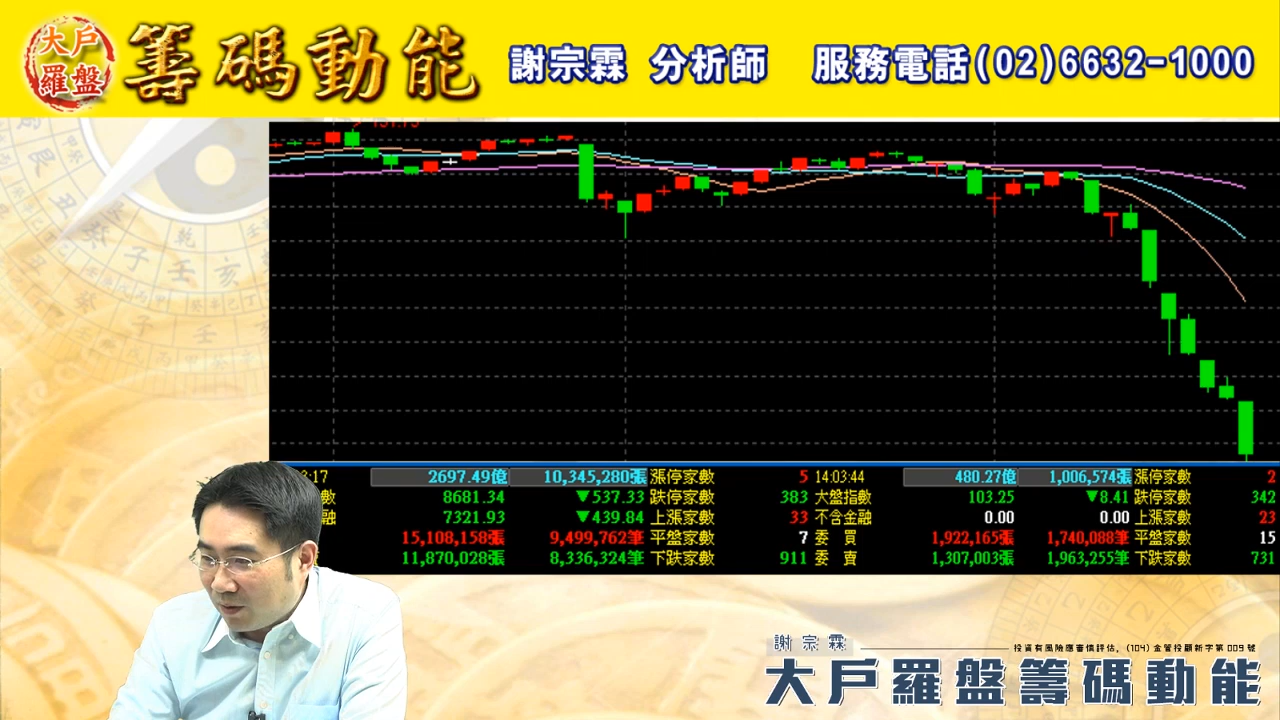 大戶
羅盤
籌碼動能
謝宗霖 分析師 服務電話(02)6632-1000
2697.49億 10,345,280張 漲停家數 5 14:03:44 480.27億 1,006,574張 漲停家數 2
數 8681.34 ▼537.33 跌停家數 383 大盤指數 103.25 ▼8.41 跌停家數 342
融 7321.93 ▼439.84 上漲家數 33 不含金融 0.00 0.00 上漲家數 23
15,108,158張 9,499,762筆 平盤家數 7 委 買 1,922,165張 1,740,088筆 平盤家數 15
11,870,028張 8,336,324筆 下跌家數 911 委 賣 1,307,003張 1,963,255筆 下跌家數 731
謝宗霖
投資有風險應審慎評估, (104) 金管投顧新字第 009 號
大戶羅盤籌碼動能